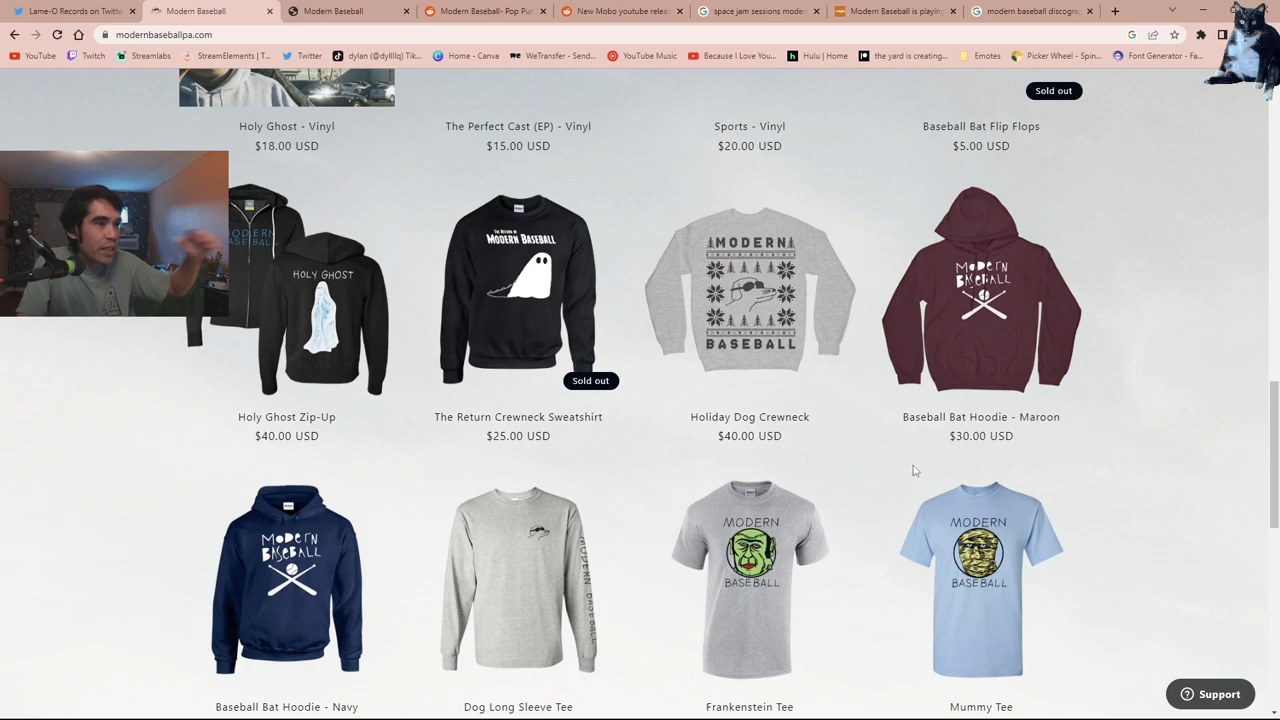 Lame-O Records on Twitte
Modern Baseball
Modern Baseball
Modern Baseball- Pop Pu
New Mobo youtube relea
space jam sessions mode
Modern Baseball is playin
modern baseball discogra
modernbaseballpa.com
YouTube
Twitch
Streamlabs
StreamElements | T...
Twitter
dylan (@dylllq) Tik...
Home - Canva
WeTransfer - Send...
YouTube Music
Because I Love You...
Hulu | Home
the yard is creating...
Emotes
Picker Wheel - Spin...
Font Generator - Fa...
Sold out
Holy Ghost - Vinyl
The Perfect Cast (EP) - Vinyl
Sports - Vinyl
Baseball Bat Flip Flops
$18.00 USD
$15.00 USD
$20.00 USD
$5.00 USD
MODERN
BASEBALL
HOLY GHOST
THE RETURN OF
MODERN BASEBALL
MODERN
BASEBALL
MODERN
BASEBALL
Sold out
Holy Ghost Zip-Up
The Return Crewneck Sweatshirt
Holiday Dog Crewneck
Baseball Bat Hoodie - Maroon
$40.00 USD
$25.00 USD
$40.00 USD
$30.00 USD
MODERN
BASEBALL
MODERN BASEBALL
MODERN
BASEBALL
MODERN
BASEBALL
Baseball Bat Hoodie - Navy
Dog Long Sleeve Tee
Frankenstein Tee
Mummy Tee
Support